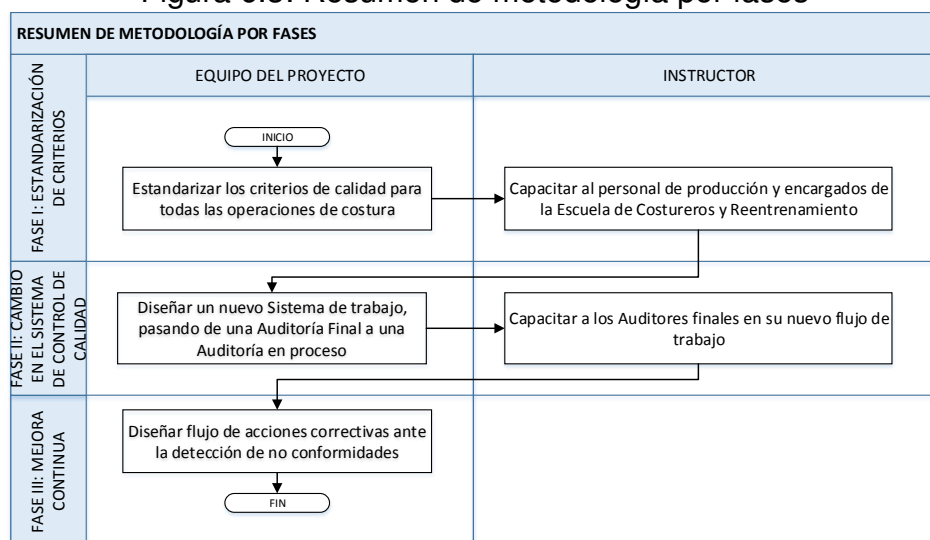 Figura Resumen de metodología por fases
RESUMEN DE METODOLOGÍA POR FASES
EQUIPO DEL PROYECTO
INSTRUCTOR
FASE I: ESTANDARIZACIÓN
DE CRITERIOS
INICIO
Estandarizar los criterios de calidad para
todas las operaciones de costura
Capacitar al personal de producción y encargados de
la Escuela de Costureros y Reentrenamiento
FASE II: CAMBIO
EN EL SISTEMA
DE CONTROL DE
CALIDAD
Diseñar un nuevo Sistema de trabajo,
pasando de una Auditoría Final a una
Auditoría en proceso
Capacitar a los Auditores finales en su nuevo flujo de
trabajo
FASE III: MEJORA
CONTINUA
Diseñar flujo de acciones correctivas ante
la detección de no conformidades
FIN